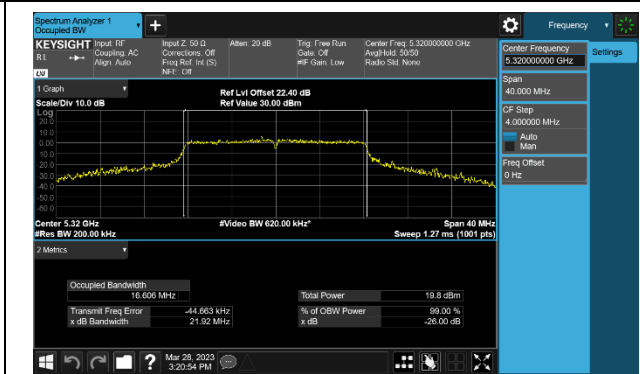 Spectrum Analyzer 1
Occupied BW
+
Frequency
KEYSIGHT
Input: RF
Coupling: AC
Align: Auto
Input Z: 50 Ω
Corrections: Off
Freq Ref: Int (S)
NFE: Off
Atten: 20 dB
Trig: Free Run
Gate: Off
#IF Gain: Low
Center Freq: 5.320000000 GHz
Avg|Hold: 50/50
Radio Std: None
Center Frequency
5.320000000 GHz
Settings
Span
40.000 MHz
CF Step
4.000000 MHz
Auto
Man
Freq Offset
0 Hz
1 Graph
Scale/Div 10.0 dB
Ref Lvl Offset 22.40 dB
Ref Value 30.00 dBm
Log
20.0
10.0
0.00
-10.0
-20.0
-30.0
-40.0
-50.0
-60.0
Center 5.32 GHz
#Video BW 620.00 kHz*
Span 40 MHz
#Res BW 200.00 kHz
Sweep 1.27 ms (1001 pts)
2 Metrics
Occupied Bandwidth
16.606 MHz
Total Power
19.8 dBm
Transmit Freq Error
-44.663 kHz
% of OBW Power
99.00 %
x dB Bandwidth
21.92 MHz
x dB
-26.00 dB
?
Mar 28, 2023
3:20:54 PM